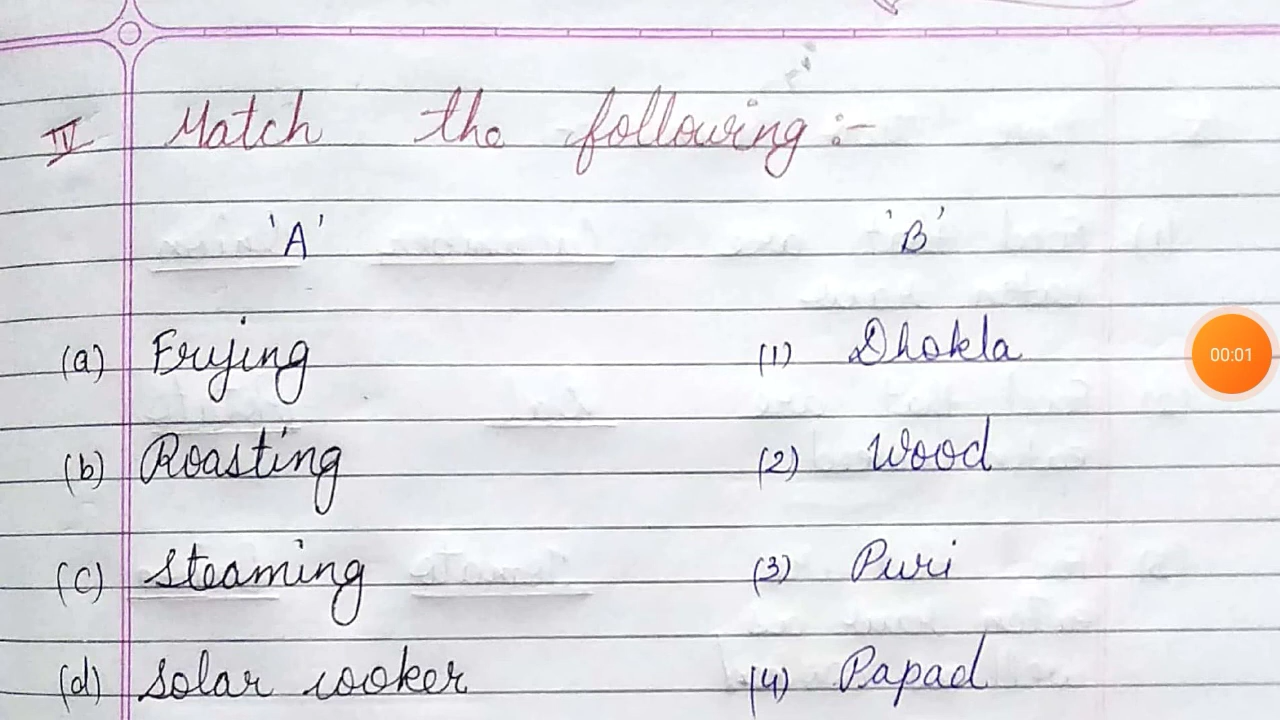 IV Match the following :-
'A' 'B'
(a) Frying (1) Dhokla
(b) Roasting (2) Wood
(c) Steaming (3) Puri
(d) Solar cooker (4) Papad
00:01